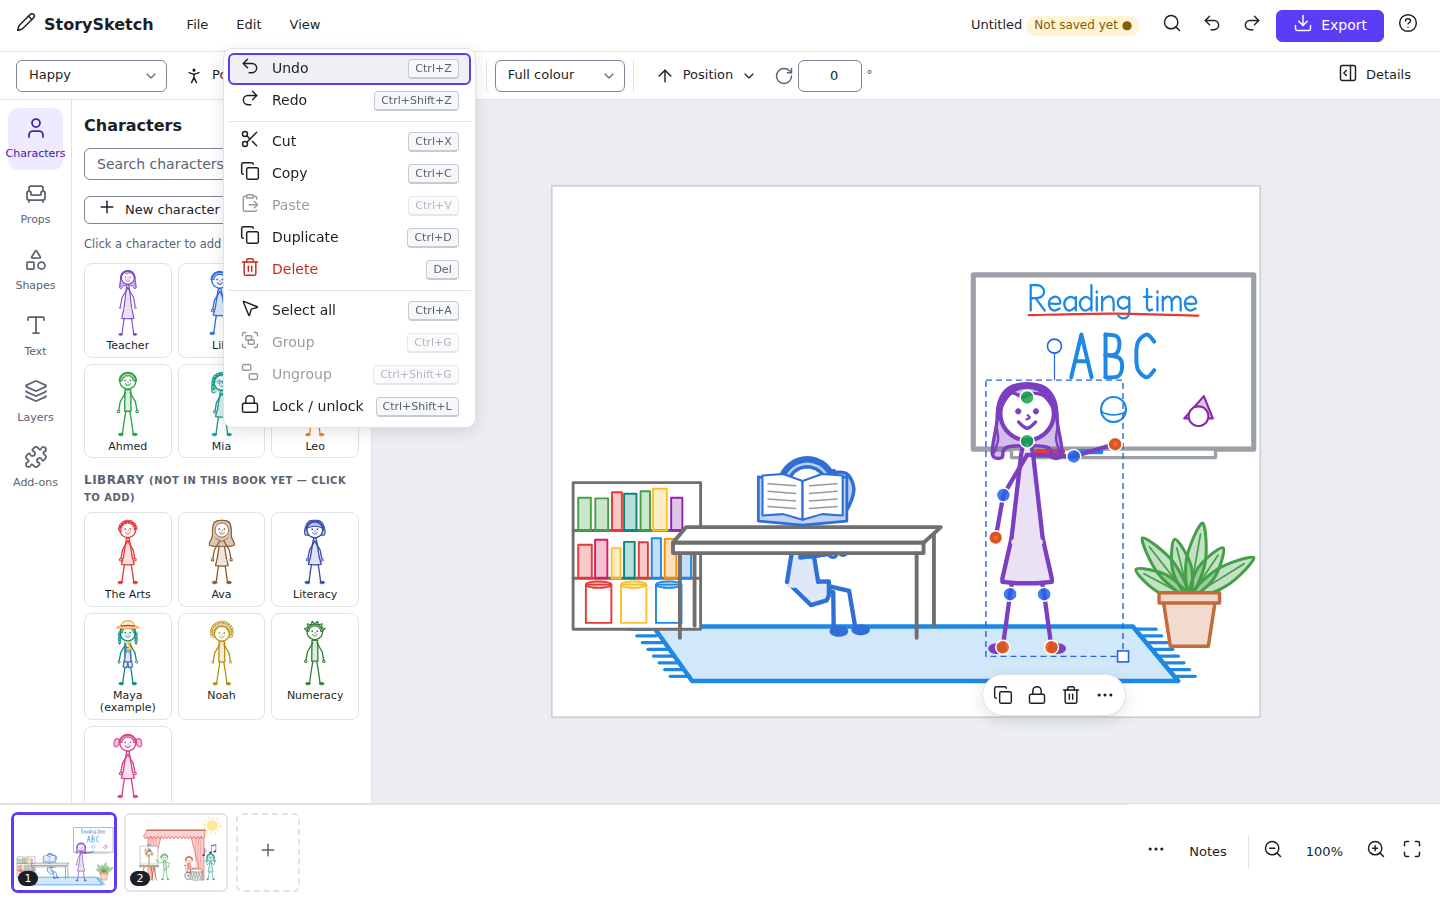 StorySketch
File
Edit
View
Untitled
Not saved yet
Export
Happy
Full colour
Position
0
°
Details
Undo
Ctrl+Z
Redo
Ctrl+Shift+Z
Cut
Ctrl+X
Copy
Ctrl+C
Paste
Ctrl+V
Duplicate
Ctrl+D
Delete
Del
Select all
Ctrl+A
Group
Ctrl+G
Ungroup
Ctrl+Shift+G
Lock / unlock
Ctrl+Shift+L
Characters
Props
Shapes
Text
Layers
Add-ons
Characters
Search characters
New character
Click a character to add
Teacher
Ahmed
Mia
Leo
LIBRARY (NOT IN THIS BOOK YET — CLICK
TO ADD)
The Arts
Ava
Literacy
Maya
(example)
Noah
Numeracy
Reading time
ABC
1
Reading time
ABC
2
Notes
100%